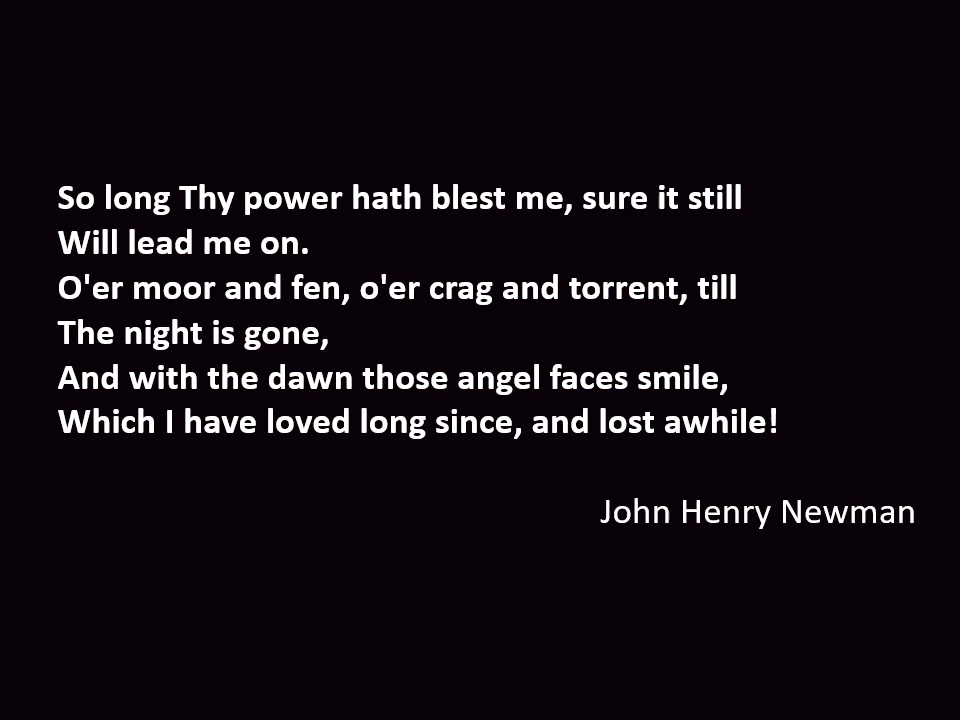 So long Thy power hath blest me, sure it still
Will lead me on.
O'er moor and fen, o'er crag and torrent, till
The night is gone,
And with the dawn those angel faces smile,
Which I have loved long since, and lost awhile!
John Henry Newman